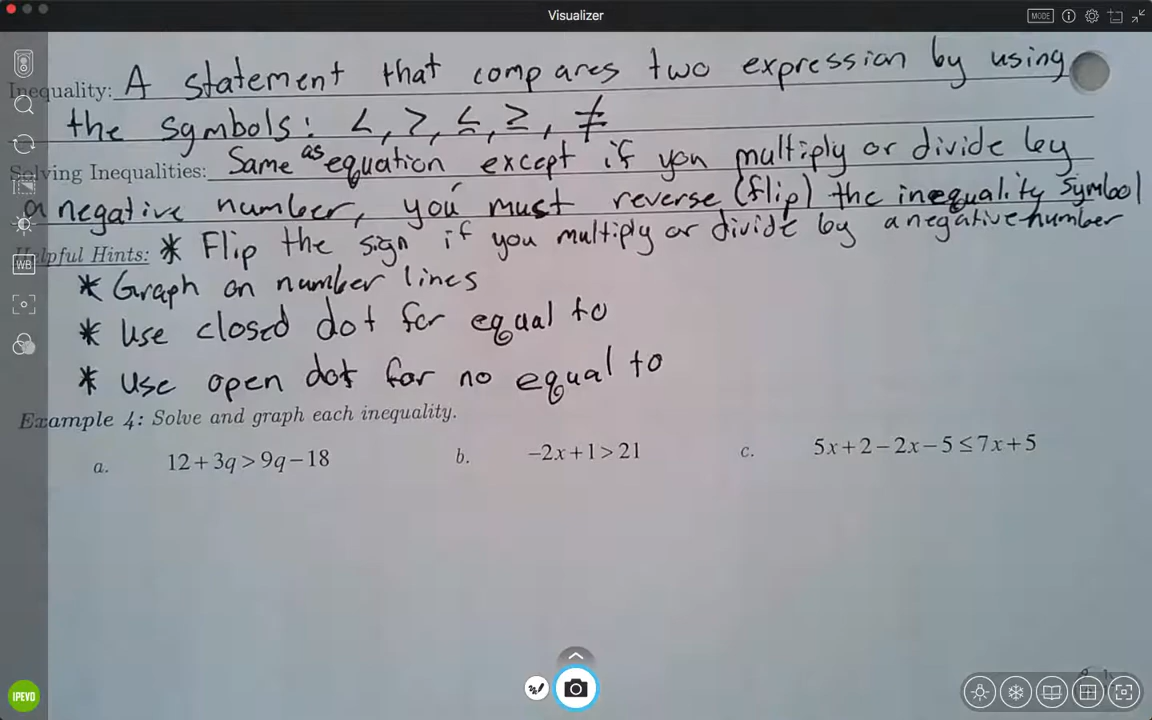 Visualizer
MODE
Inequality: A statement that compares two expression by using
the symbols: <, >, ≤, ≥, ≠
Solving Inequalities: Same as equation except if you multiply or divide by
a negative number, you must reverse (flip) the inequality symbol
Helpful Hints: * Flip the sign if you multiply or divide by a negative number
WB
* Graph on number lines
* Use closed dot for equal to
* Use open dot for no equal to
Example 4: Solve and graph each inequality.
a. 12+3q>9q−18 b. −2x+1>21 c. 5x+2−2x−5≤7x+5
IPEVO